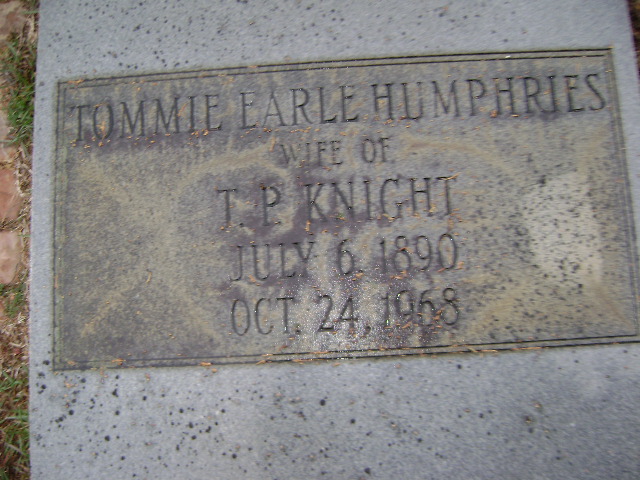 TOMMIE EARLE HUMPHRIES
WIFE OF
T. P. KNIGHT
JULY 6, 1890
OCT. 24, 1968